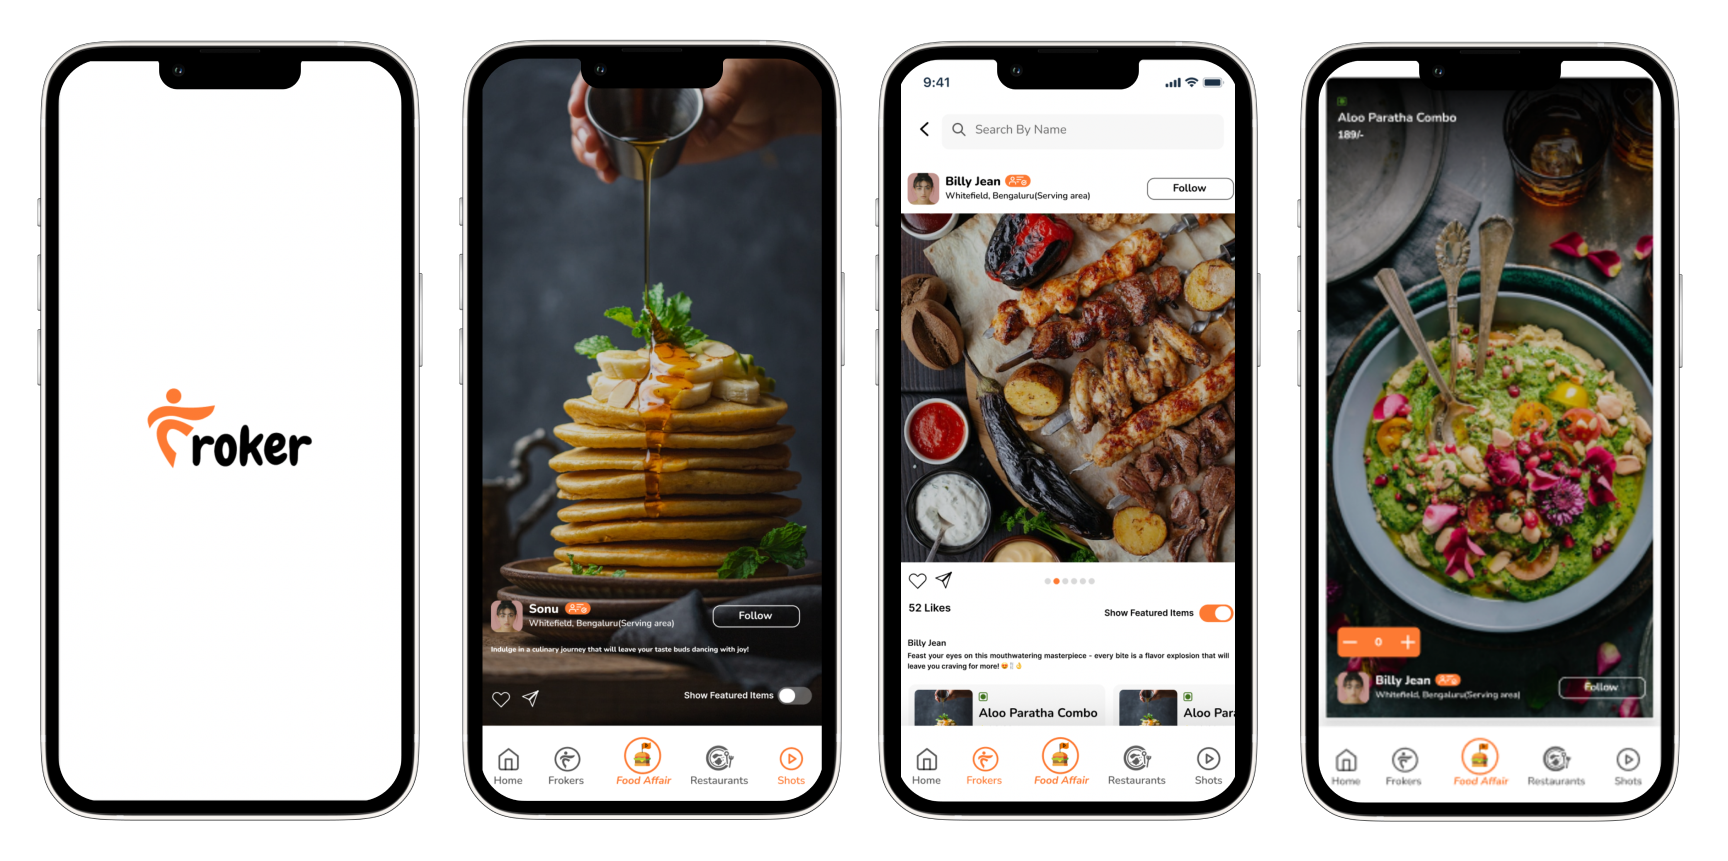 Froker
Sonu
Whitefield, Bengaluru(Serving area)
Follow
Indulge in a culinary journey that will leave your taste buds dancing with joy!
Show Featured Items
Home
Frokers
Food Affair
Restaurants
Shots
9:41
Search By Name
Billy Jean
Whitefield, Bengaluru(Serving area)
Follow
52 Likes
Show Featured Items
Billy Jean
Feast your eyes on this mouthwatering masterpiece - every bite is a flavor explosion that will
leave you craving for more!
Aloo Paratha Combo
Aloo Par
Home
Frokers
Food Affair
Restaurants
Shots
Aloo Paratha Combo
189/-
0
Billy Jean
Whitefield, Bengaluru(Serving area)
Follow
Home
Frokers
Food Affair
Restaurants
Shots